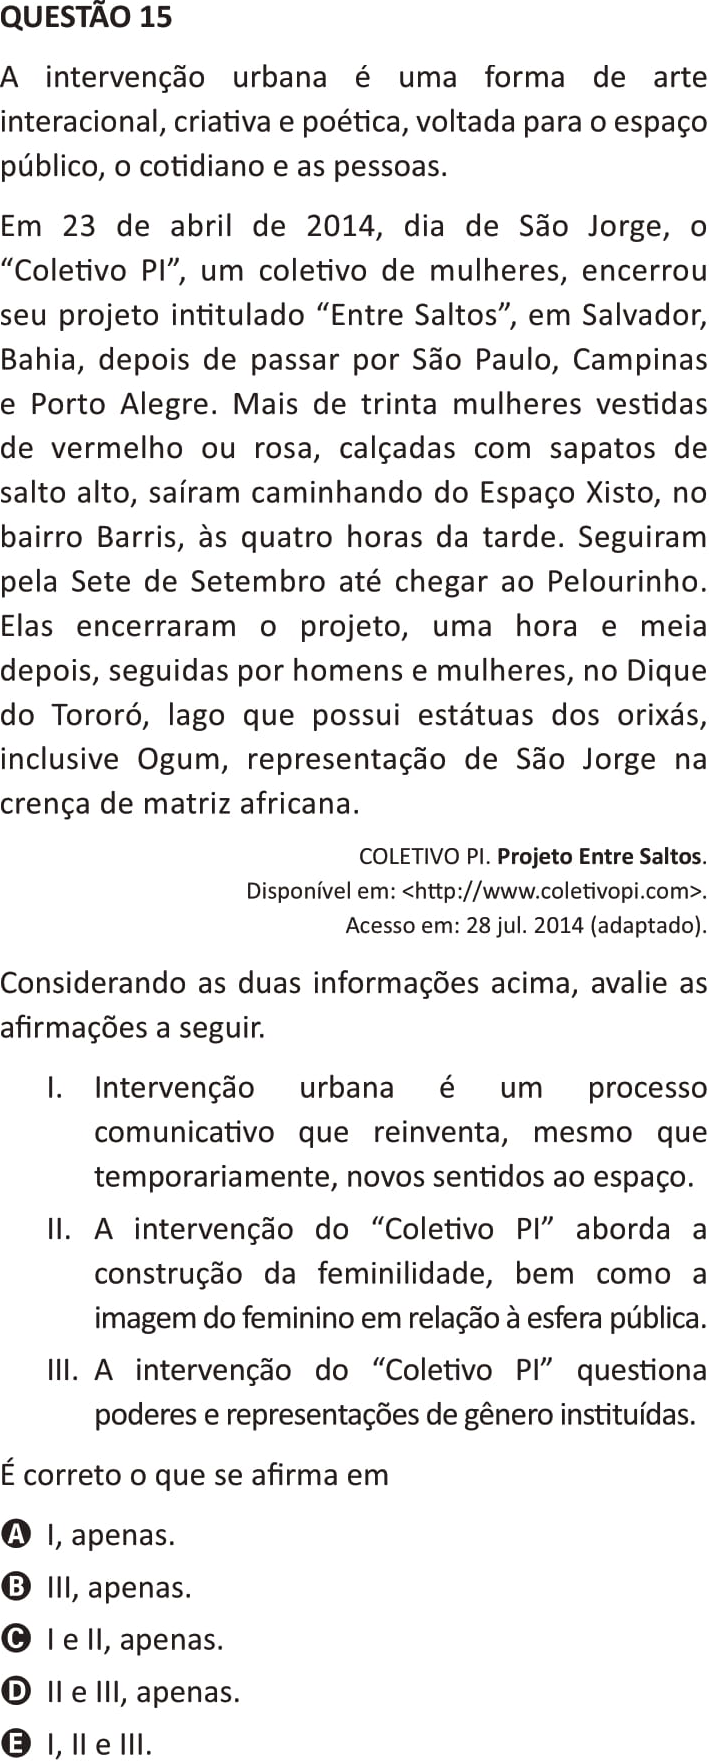 QUESTÃO 15
A intervenção urbana é uma forma de arte
interacional, criativa e poética, voltada para o espaço
público, o cotidiano e as pessoas.
Em 23 de abril de 2014, dia de São Jorge, o
“Coletivo PI”, um coletivo de mulheres, encerrou
seu projeto intitulado “Entre Saltos”, em Salvador,
Bahia, depois de passar por São Paulo, Campinas
e Porto Alegre. Mais de trinta mulheres vestidas
de vermelho ou rosa, calçadas com sapatos de
salto alto, saíram caminhando do Espaço Xisto, no
bairro Barris, às quatro horas da tarde. Seguiram
pela Sete de Setembro até chegar ao Pelourinho.
Elas encerraram o projeto, uma hora e meia
depois, seguidas por homens e mulheres, no Dique
do Tororó, lago que possui estátuas dos orixás,
inclusive Ogum, representação de São Jorge na
crença de matriz africana.
COLETIVO PI. Projeto Entre Saltos.
Disponível em: <http://www.coletivopi.com>.
Acesso em: 28 jul. 2014 (adaptado).
Considerando as duas informações acima, avalie as
afirmações a seguir.
I. Intervenção urbana é um processo
comunicativo que reinventa, mesmo que
temporariamente, novos sentidos ao espaço.
II. A intervenção do “Coletivo PI” aborda a
construção da feminilidade, bem como a
imagem do feminino em relação à esfera pública.
III. A intervenção do “Coletivo PI” questiona
poderes e representações de gênero instituídas.
É correto o que se afirma em
A I, apenas.
B III, apenas.
C I e II, apenas.
D II e III, apenas.
E I, II e III.